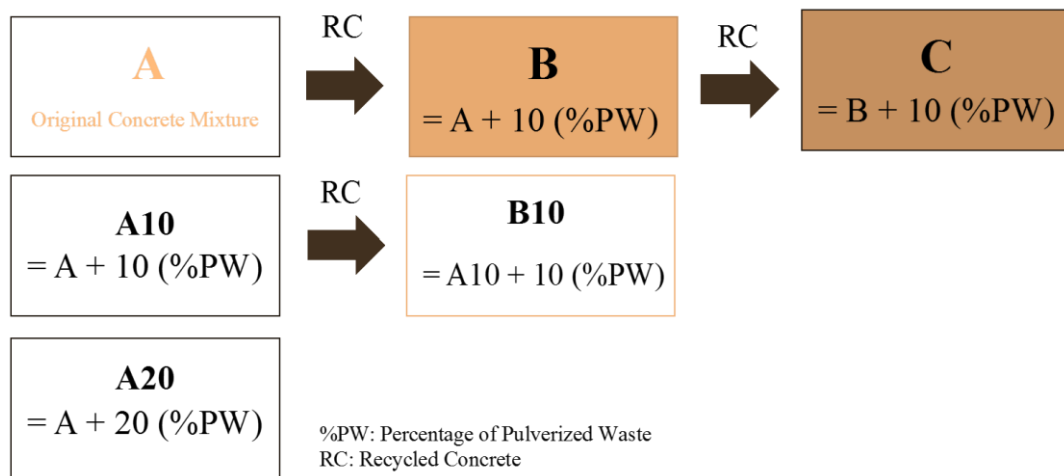 A
Original Concrete Mixture
RC
B
= A + 10 (%PW)
RC
C
= B + 10 (%PW)
A10
= A + 10 (%PW)
RC
B10
= A10 + 10 (%PW)
A20
= A + 20 (%PW)
%PW: Percentage of Pulverized Waste
RC: Recycled Concrete